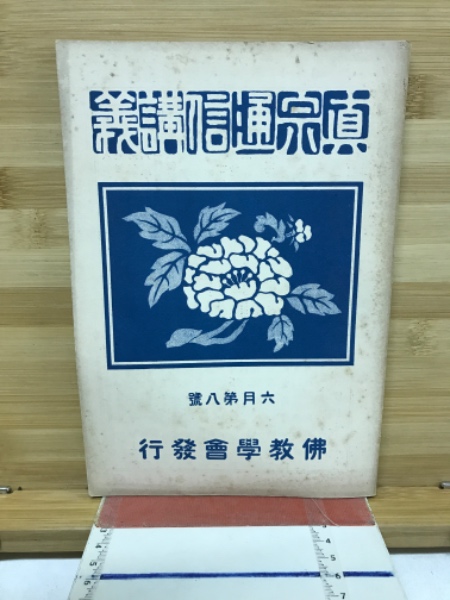 眞宗通信講義
六月第八號
佛教學會發行